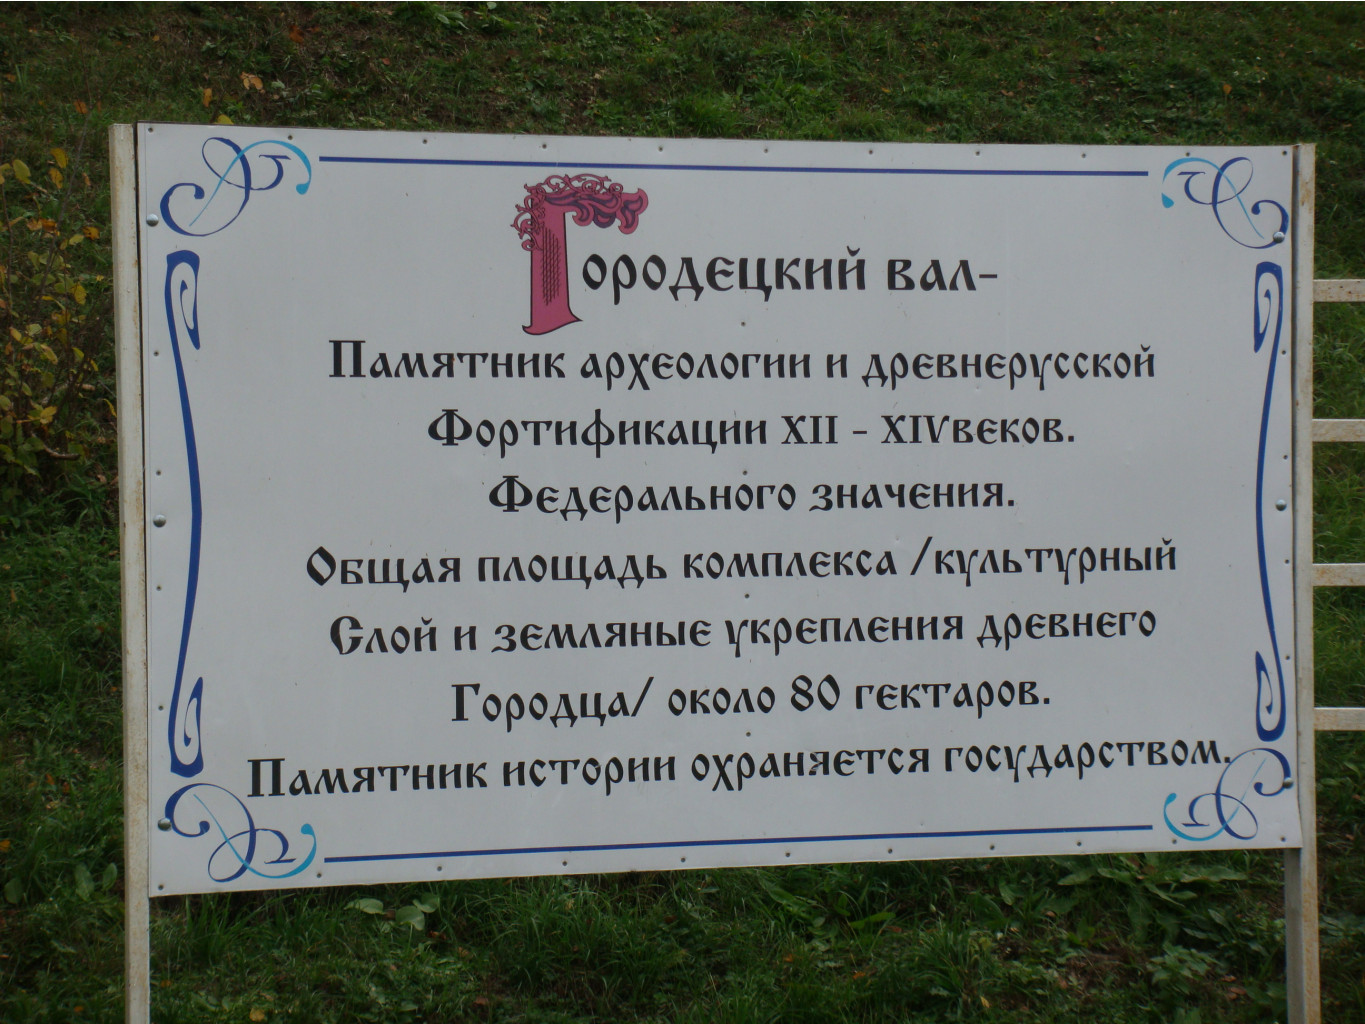 Городецкий вал-
Памятник археологии и древнерусской
Фортификации XII - XIVвеков.
Федерального значения.
Общая площадь комплекса /культурный
Слой и земляные укрепления древнего
Городца/ около 80 гектаров.
Памятник истории охраняется государством.